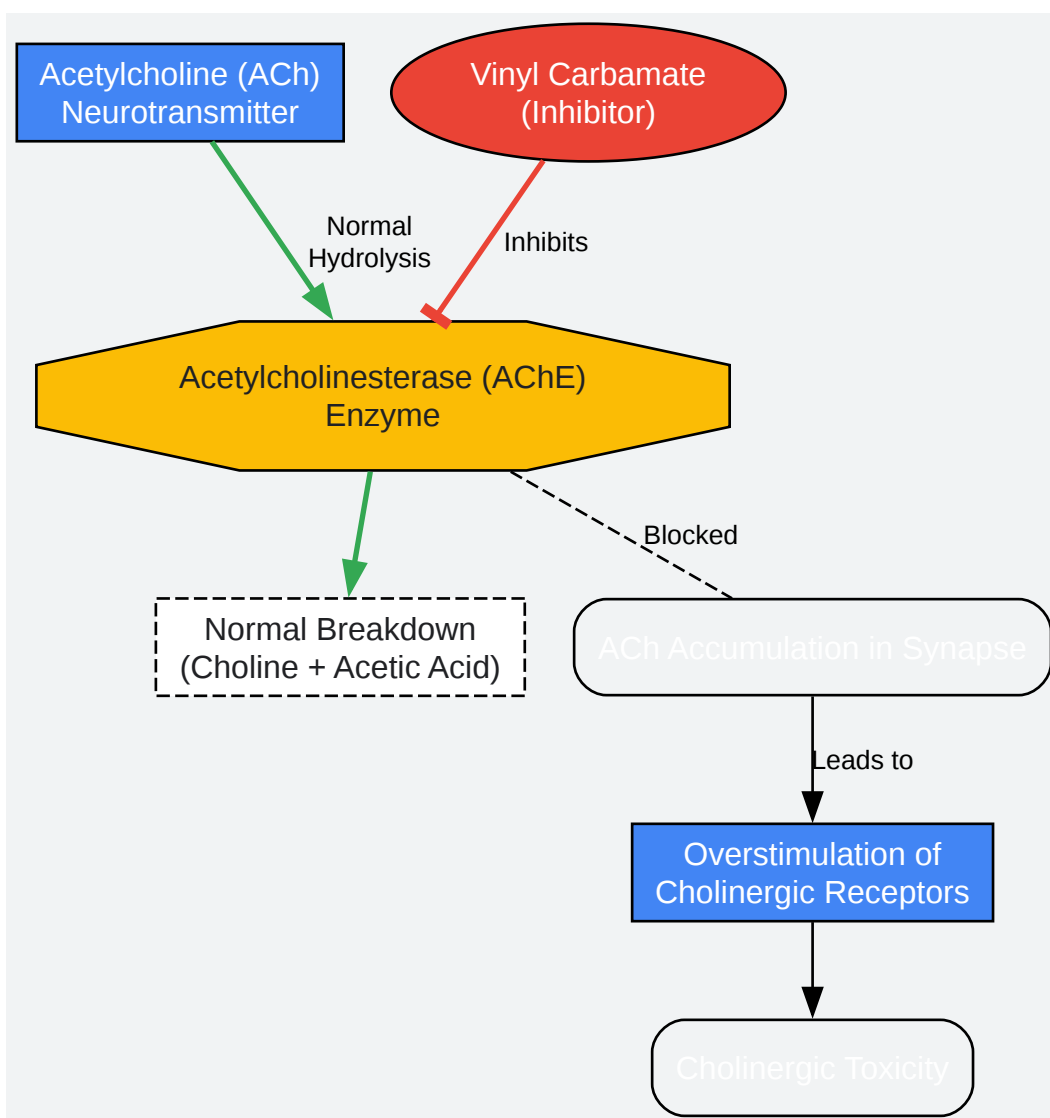 Acetylcholine (ACh)
Neurotransmitter
Vinyl Carbamate
(Inhibitor)
Normal
Hydrolysis
Inhibits
Acetylcholinesterase (AChE)
Enzyme
Blocked
Normal Breakdown
(Choline + Acetic Acid)
ACh Accumulation in Synapse
Leads to
Overstimulation of
Cholinergic Receptors
Cholinergic Toxicity